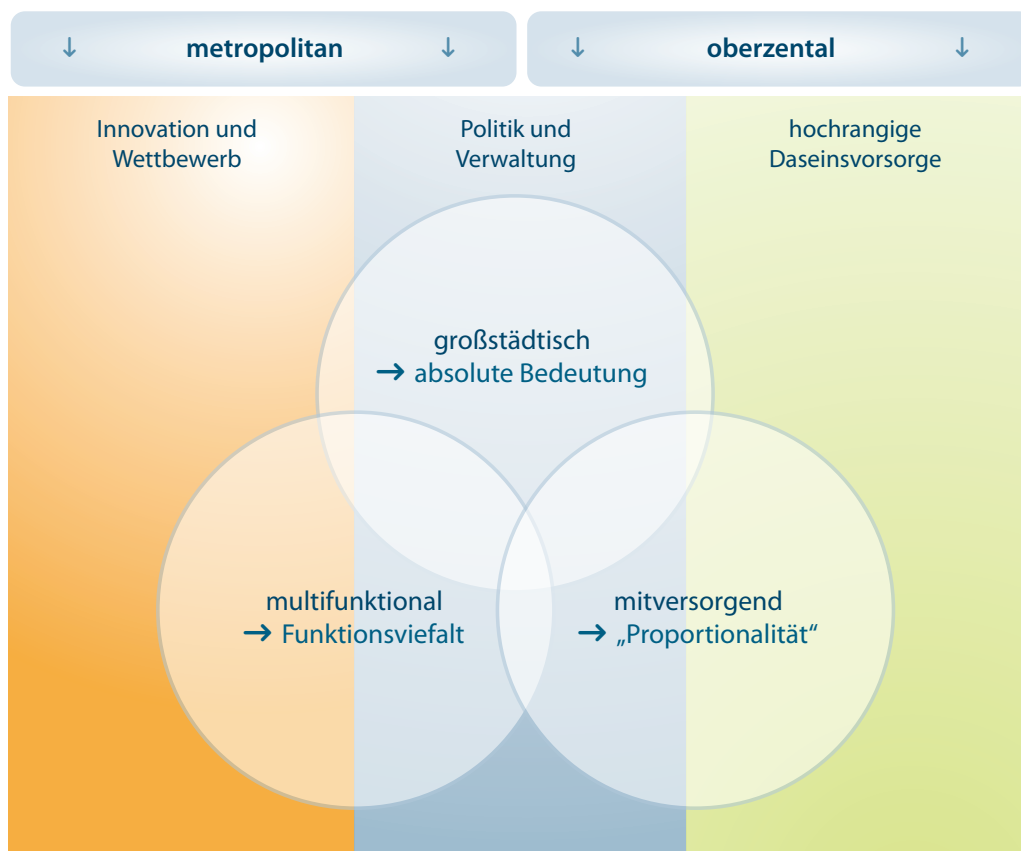 ↓ metropolitan ↓
↓ oberzental ↓
Innovation und
Wettbewerb
Politik und
Verwaltung
hochrangige
Daseinsvorsorge
großstädtisch
→ absolute Bedeutung
multifunktional
→ Funktionsviefalt
mitversorgend
→ „Proportionalität“